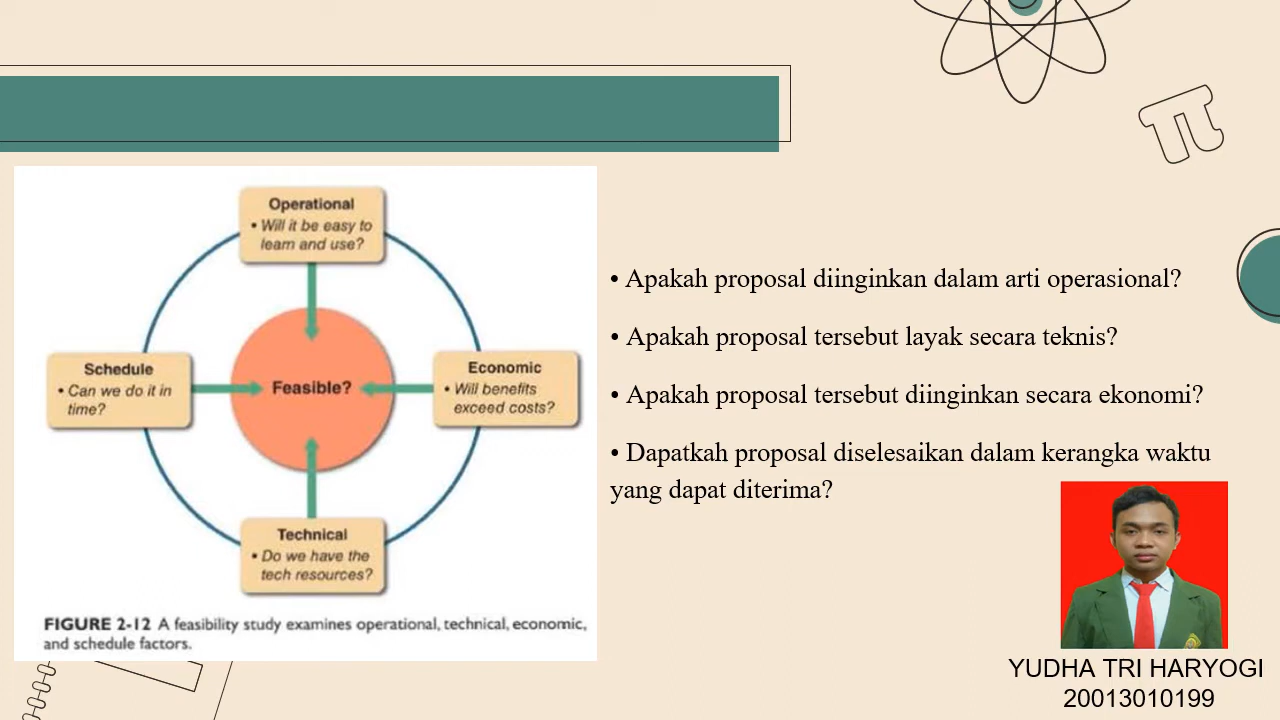 Operational
• Will it be easy to
learn and use?
Schedule
• Can we do it in
time?
Feasible?
Economic
• Will benefits
exceed costs?
Technical
• Do we have the
tech resources?
FIGURE 2-12 A feasibility study examines operational, technical, economic,
and schedule factors.
• Apakah proposal diinginkan dalam arti operasional?
• Apakah proposal tersebut layak secara teknis?
• Apakah proposal tersebut diinginkan secara ekonomi?
• Dapatkah proposal diselesaikan dalam kerangka waktu
yang dapat diterima?
YUDHA TRI HARYOGI
20013010199